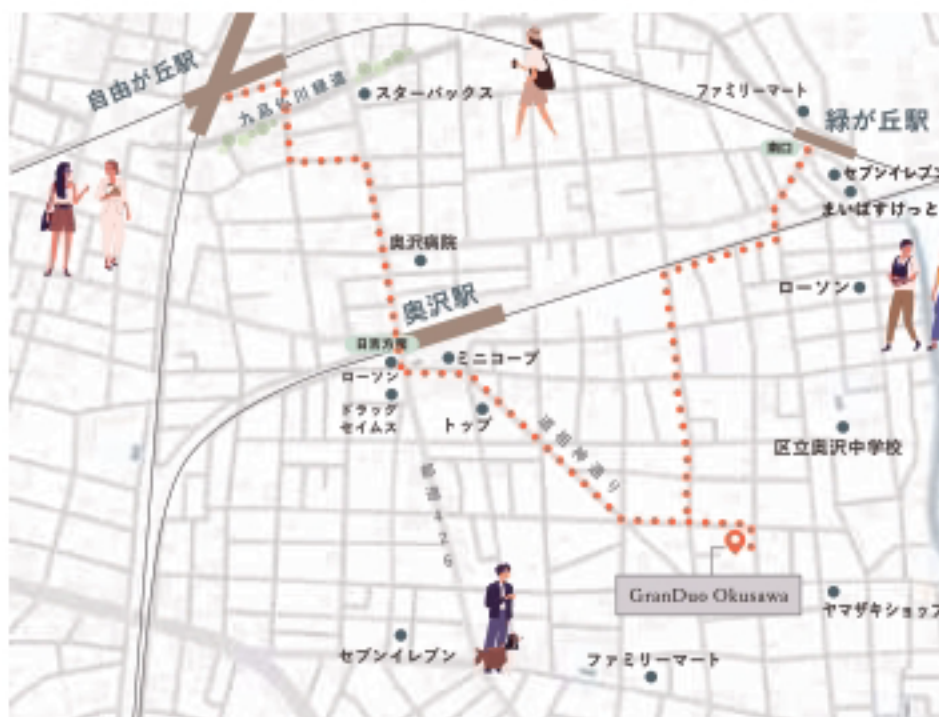 自由が丘駅
九品仏川緑道
スターバックス
ファミリーマート
緑が丘駅
南口
セブンイレブン
まいばすけっと
奥沢病院
奥沢駅
ローソン
ミニコープ
ローソン
ドラッグ
セイムス
トップ
道祖神通り
区立奥沢中学校
都道426
GranDuo Okusawa
ヤマザキショップ
セブンイレブン
ファミリーマート